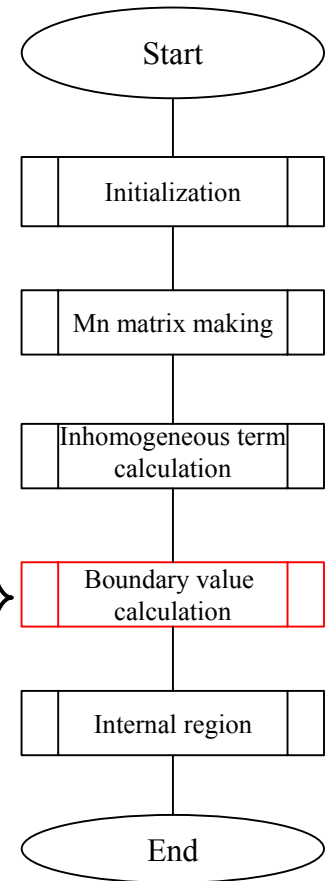 Start
Initialization
Mn matrix making
Inhomogeneous term
calculation
Boundary value
calculation
Internal region
End